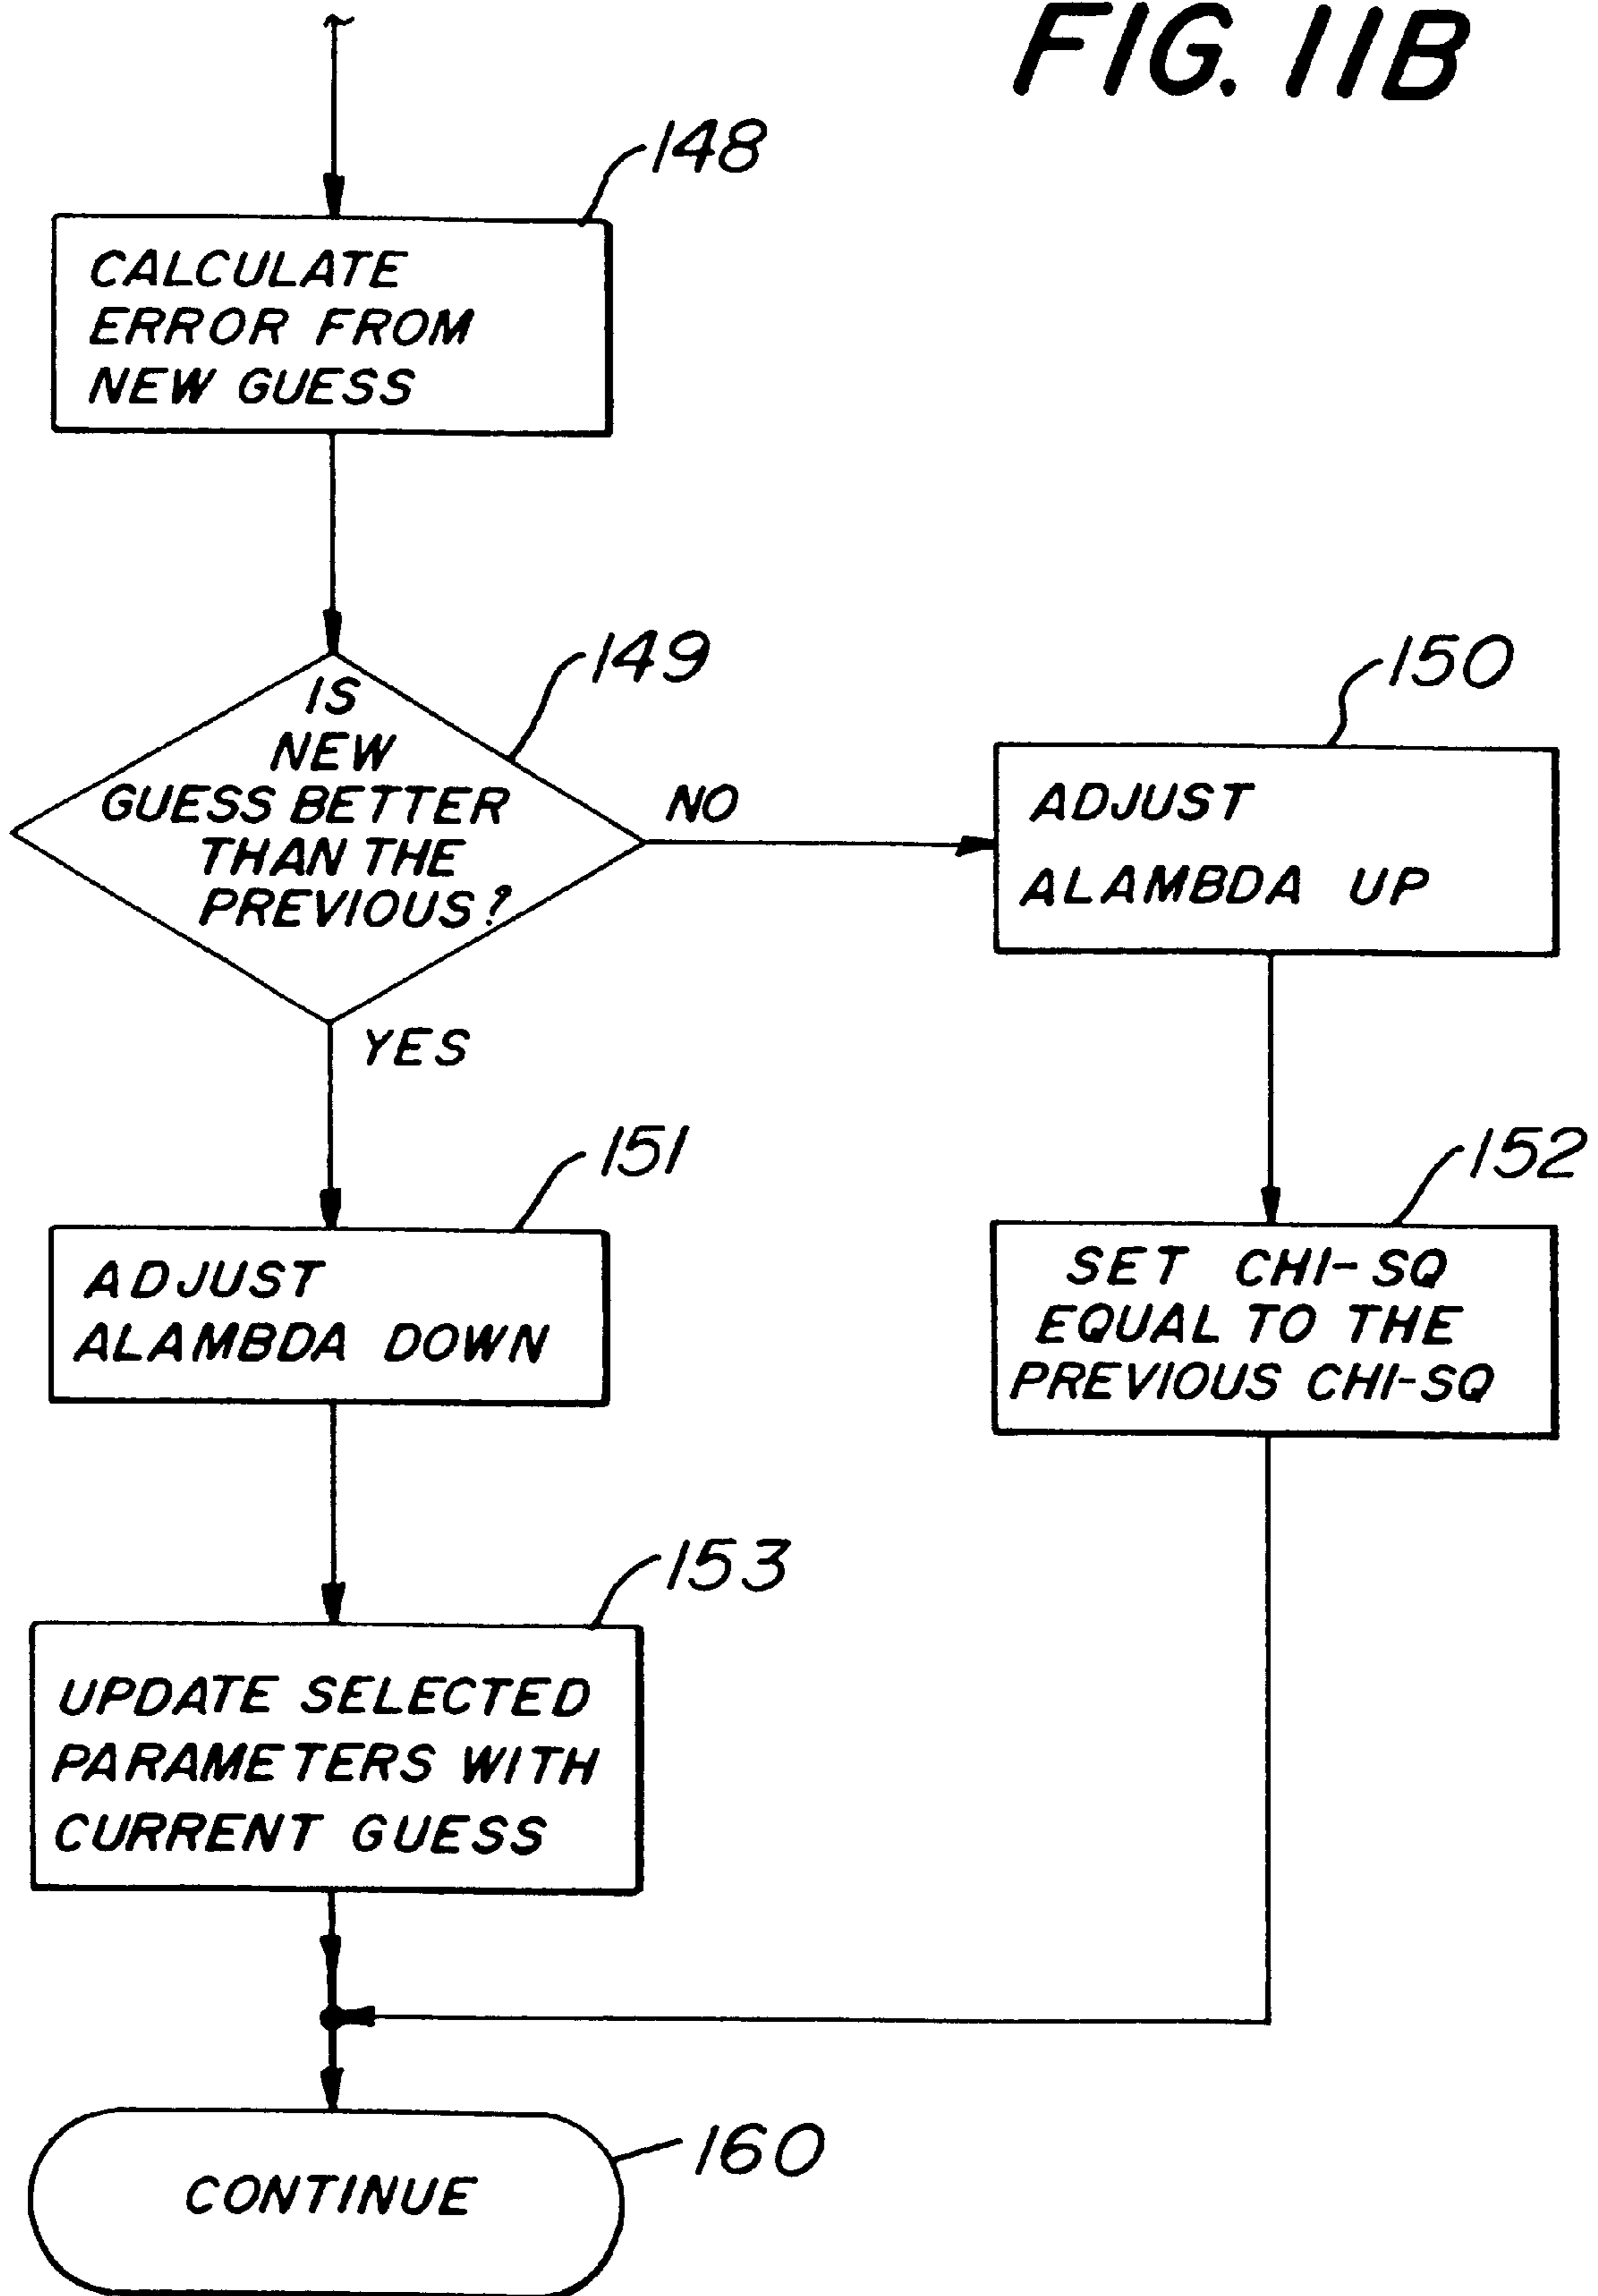 FIG. 11B
148
CALCULATE
ERROR FROM
NEW GUESS
149
IS
NEW
GUESS BETTER
THAN THE
PREVIOUS?
NO
YES
150
ADJUST
ALAMBDA UP
151
ADJUST
ALAMBDA DOWN
152
SET CHI-SQ
EQUAL TO THE
PREVIOUS CHI-SQ
153
UPDATE SELECTED
PARAMETERS WITH
CURRENT GUESS
160
CONTINUE